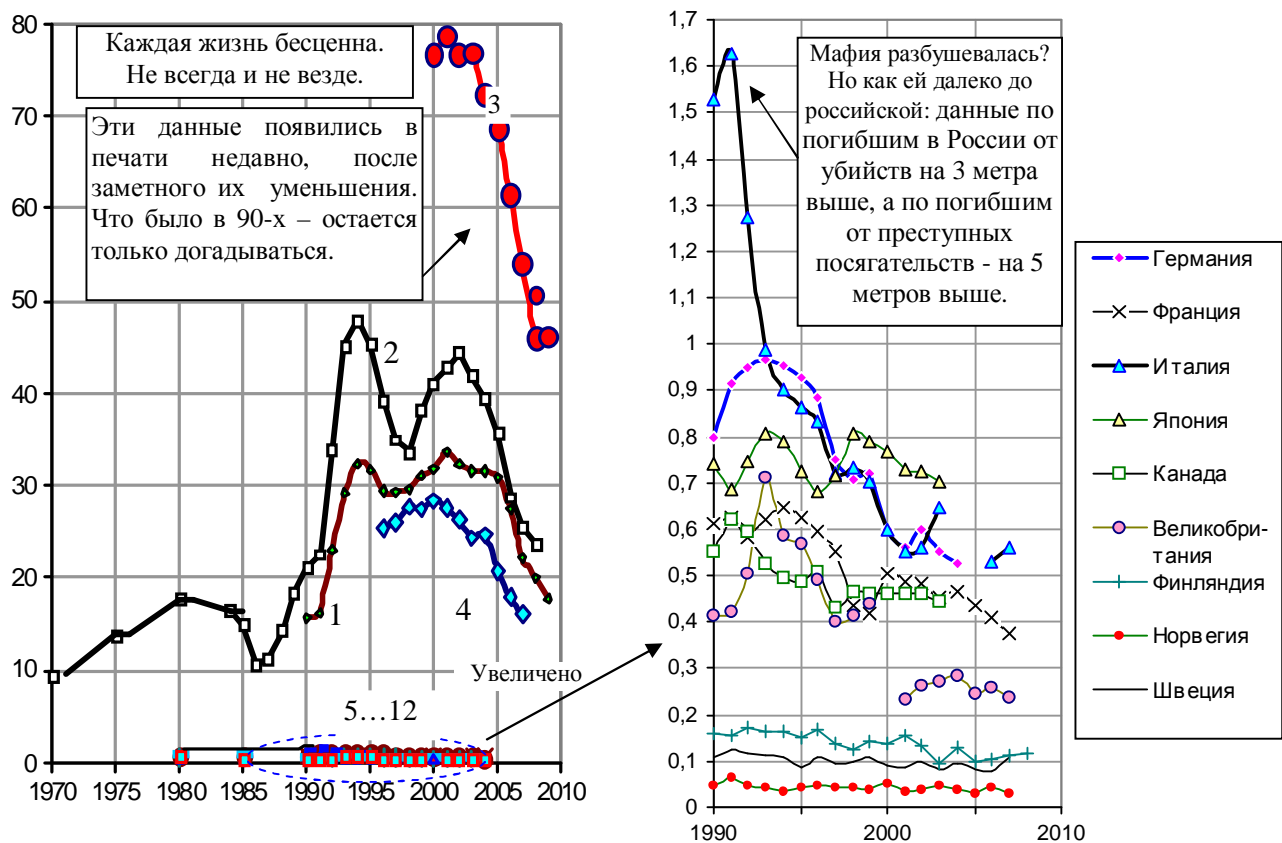 80
70
60
50
40
30
20
10
0
1970 1975 1980 1985 1990 1995 2000 2005 2010
Каждая жизнь бесценна.
Не всегда и не везде.
Эти данные появились в
печати недавно, после
заметного их уменьшения.
Что было в 90-х – остается
только догадываться.
3
2
1
4
5…12
Увеличено
1,7
1,6
1,5
1,4
1,3
1,2
1,1
1
0,9
0,8
0,7
0,6
0,5
0,4
0,3
0,2
0,1
0
1990 2000 2010
Мафия разбушевалась?
Но как ей далеко до
российской: данные по
погибшим в России от
убийств на 3 метра
выше, а по погибшим
от преступных
посягательств - на 5
метров выше.
Германия
Франция
Италия
Япония
Канада
Великобри-
тания
Финляндия
Норвегия
Швеция